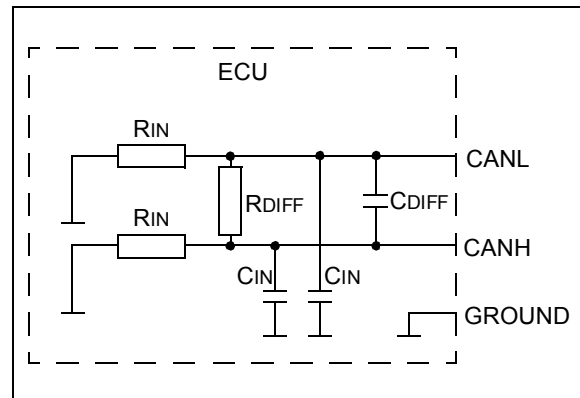 ECU
RIN
CANL
RDIFF
CDIFF
RIN
CANH
CIN
CIN
GROUND